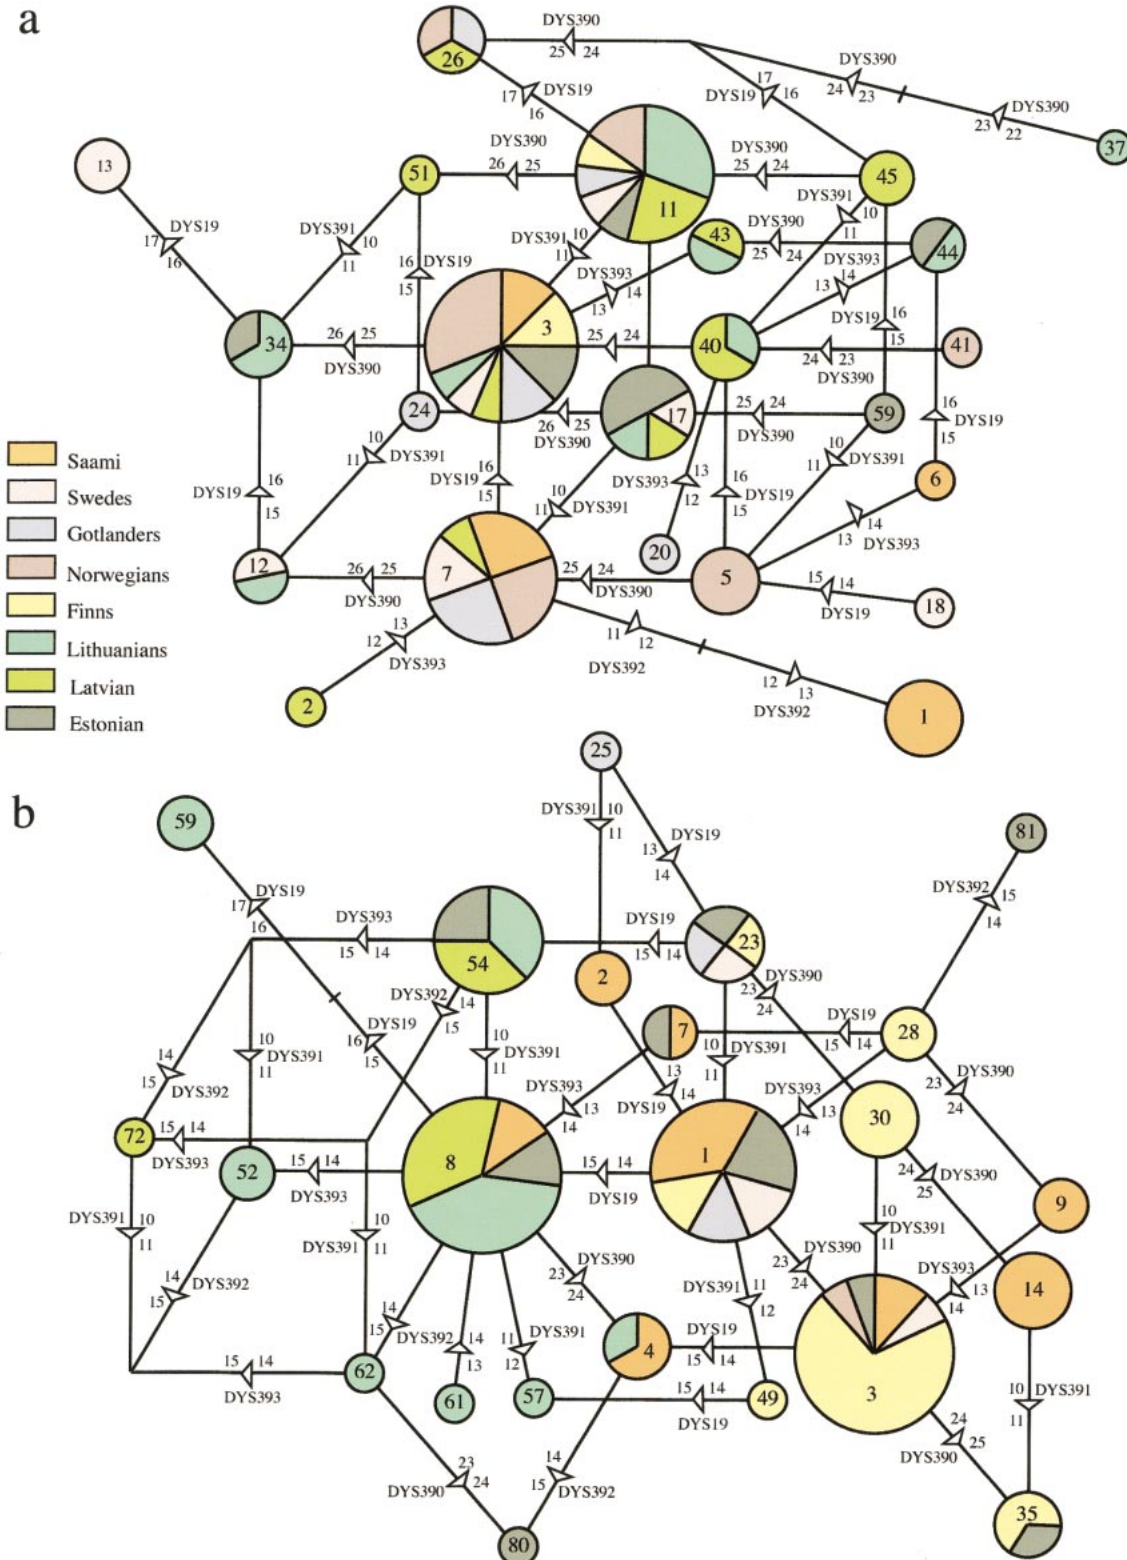 a
DYS390
25 24
26
17 DYS19
16
17
DYS19 16
DYS390
24 23
DYS390
23 22
37
13
DYS19
17
16
51
DYS390
26 25
DYS390
25 24
45
11
DYS391
10
11
DYS391
10
11
43
DYS390
25 24
44
DYS391
10
11
DYS393
13 14
DYS393
13 14
16
DYS19
15
34
26 25
DYS390
3
25 24
40
DYS19
16
15
24 23
DYS390
41
24
26 25
DYS390
17
25 24
DYS390
59
10
11
DYS391
16
DYS19
15
16
DYS19
15
DYS19
16
15
DYS393
13
12
16
DYS19
15
10
11
DYS391
6
10
11
DYS391
14
13
DYS393
20
12
26 25
DYS390
7
25 24
DYS390
5
15 14
DYS19
18
13
12
DYS393
2
11
12
DYS392
12
13
DYS392
1
Saami
Swedes
Gotlanders
Norwegians
Finns
Lithuanians
Latvian
Estonian
b
25
59
DYS391
10
11
DYS19
13
14
81
DYS392
15
14
DYS19
17
16
DYS393
15 14
54
DYS19
15 14
23
2
DYS390
23
24
DYS392
14
15
DYS19
16
15
7
DYS19
15 14
28
10
DYS391
11
10
DYS391
11
10
DYS391
11
14
15
DYS392
DYS393
13
14
13
DYS19
14
DYS393
13
14
23
DYS390
24
30
72
15 14
DYS393
52
15 14
DYS393
8
15 14
DYS19
1
24
DYS390
25
9
DYS391
10
11
14
15
DYS392
10
DYS391
11
10
DYS391
11
DYS390
23
24
DYS390
23
24
DYS393
13
14
14
DYS391
11
12
14
15
DYS392
14
13
11
DYS391
12
4
DYS19
15 14
3
15 14
DYS393
62
61
57
15 14
DYS19
49
10
DYS391
11
24
25
DYS390
23
24
DYS390
14
15
DYS392
35
80